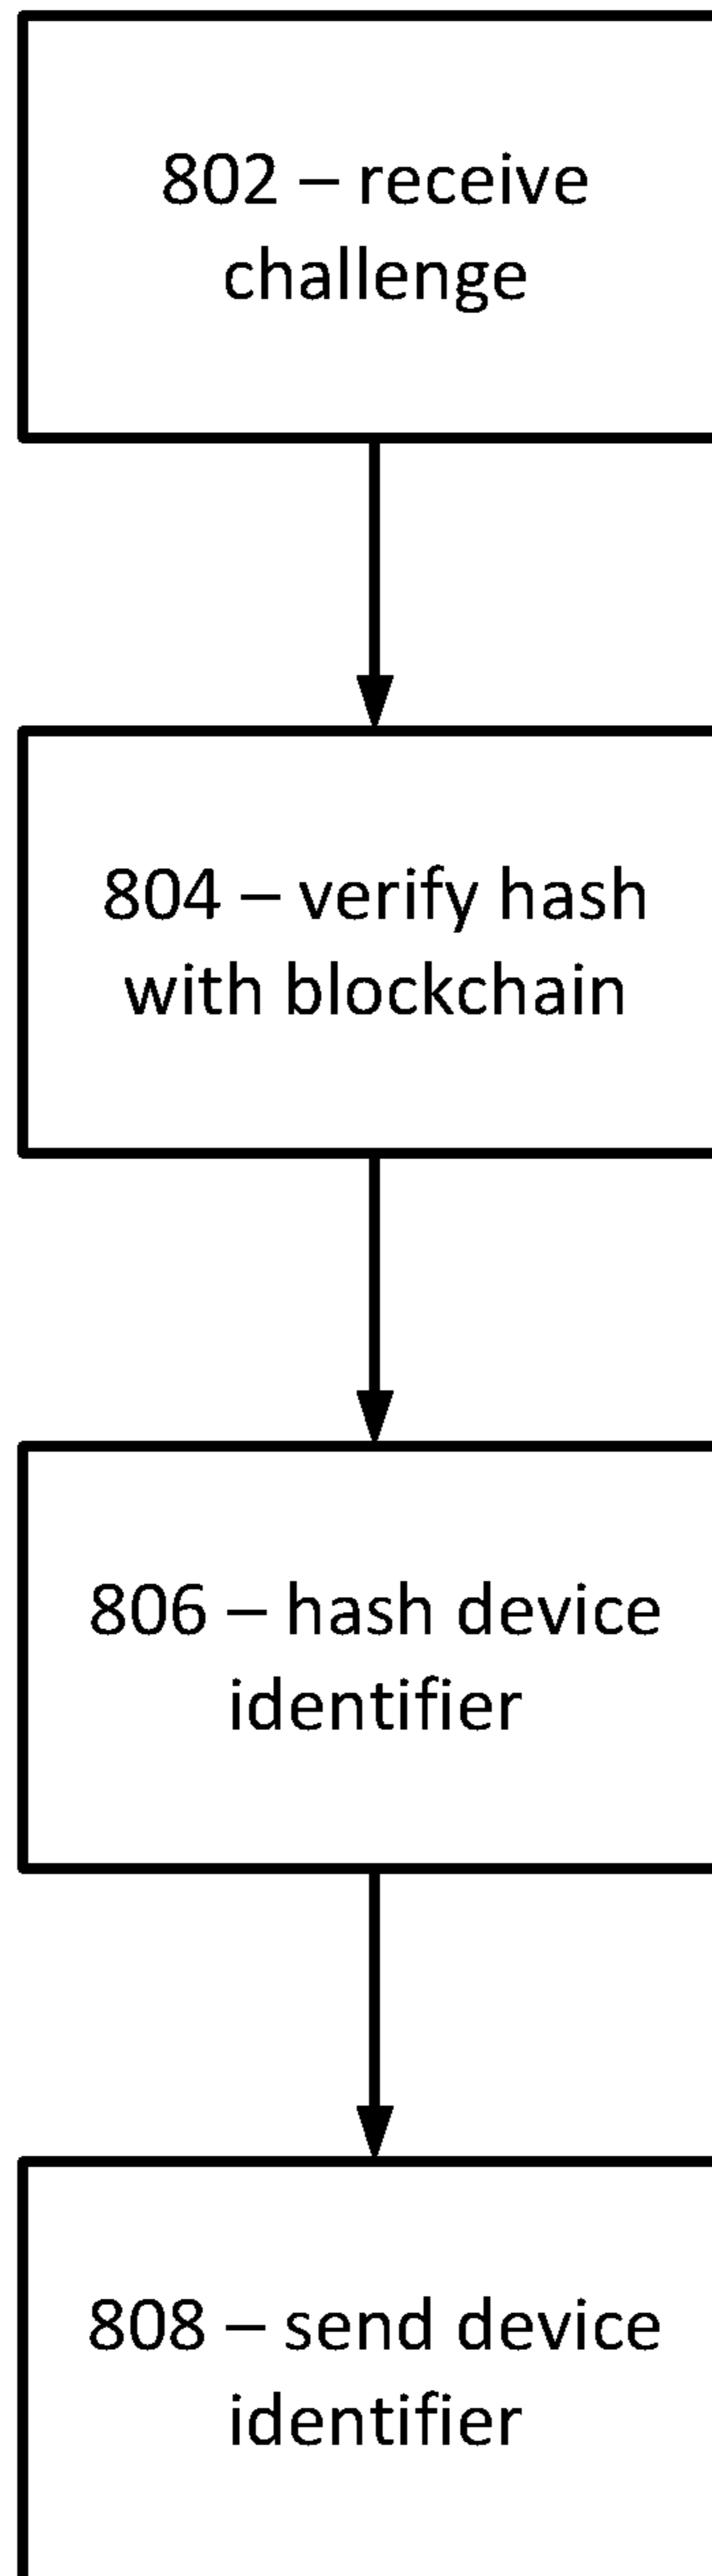 802 – receive
challenge
804 – verify hash
with blockchain
806 – hash device
identifier
808 – send device
identifier